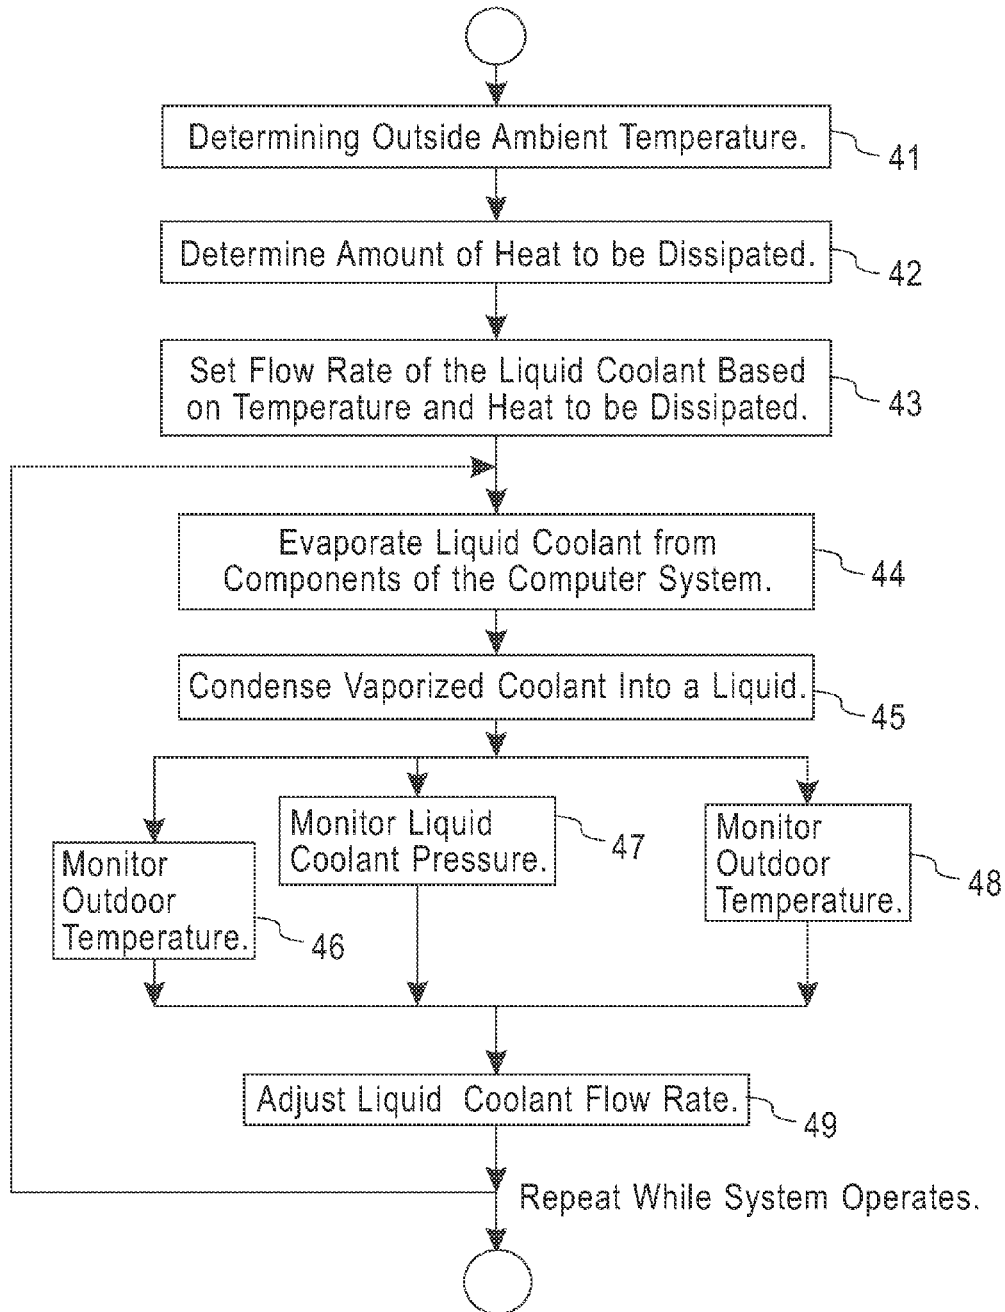 Determining Outside Ambient Temperature.
41
Determine Amount of Heat to be Dissipated.
42
Set Flow Rate of the Liquid Coolant Based
on Temperature and Heat to be Dissipated.
43
Evaporate Liquid Coolant from
Components of the Computer System.
44
Condense Vaporized Coolant Into a Liquid.
45
Monitor
Outdoor
Temperature.
46
Monitor Liquid
Coolant Pressure.
47
Monitor
Outdoor
Temperature.
48
Adjust Liquid Coolant Flow Rate.
49
Repeat While System Operates.